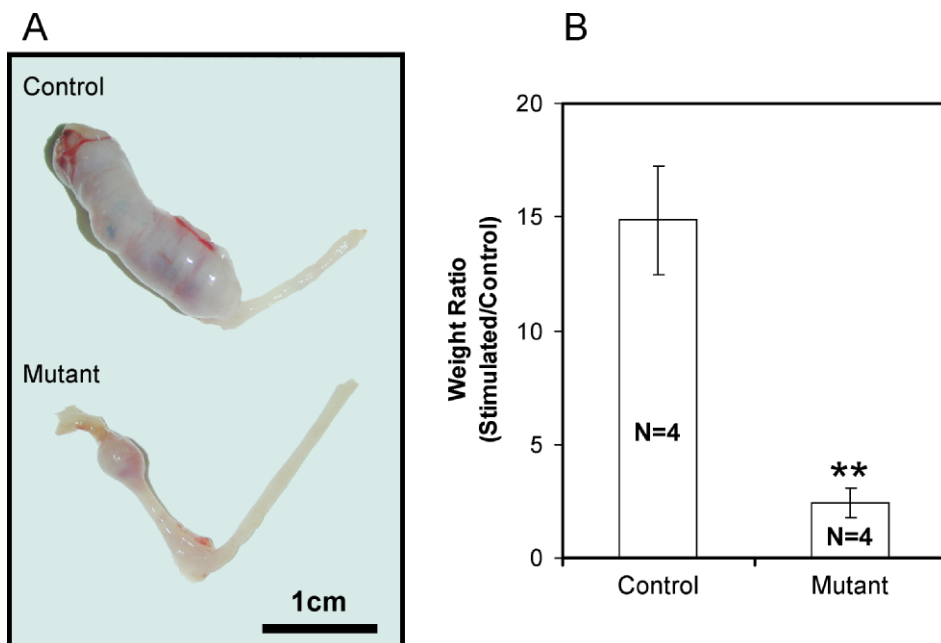 A
Control
Mutant
1cm
B
Weight Ratio
(Stimulated/Control)
20
15
10
5
0
N=4
**
N=4
Control
Mutant